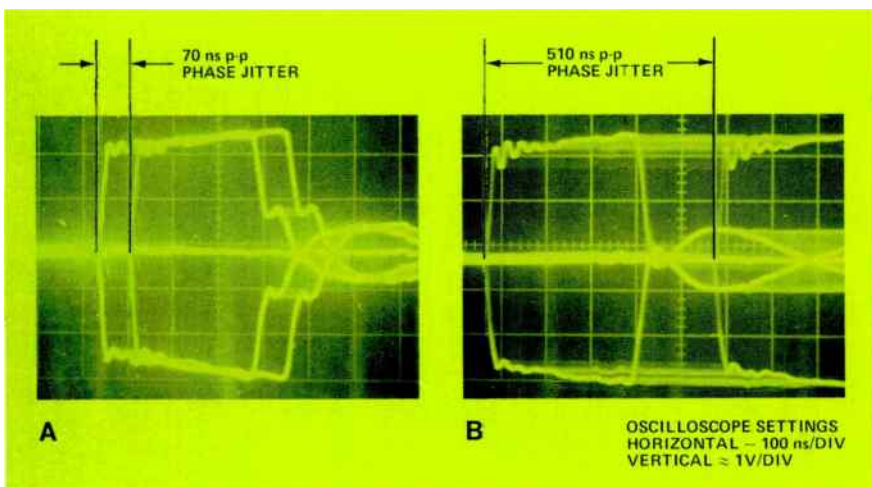 70 ns p-p
PHASE JITTER
510 ns p-p
PHASE JITTER
A
B
OSCILLOSCOPE SETTINGS
HORIZONTAL – 100 ns/DIV
VERTICAL ≈ 1V/DIV